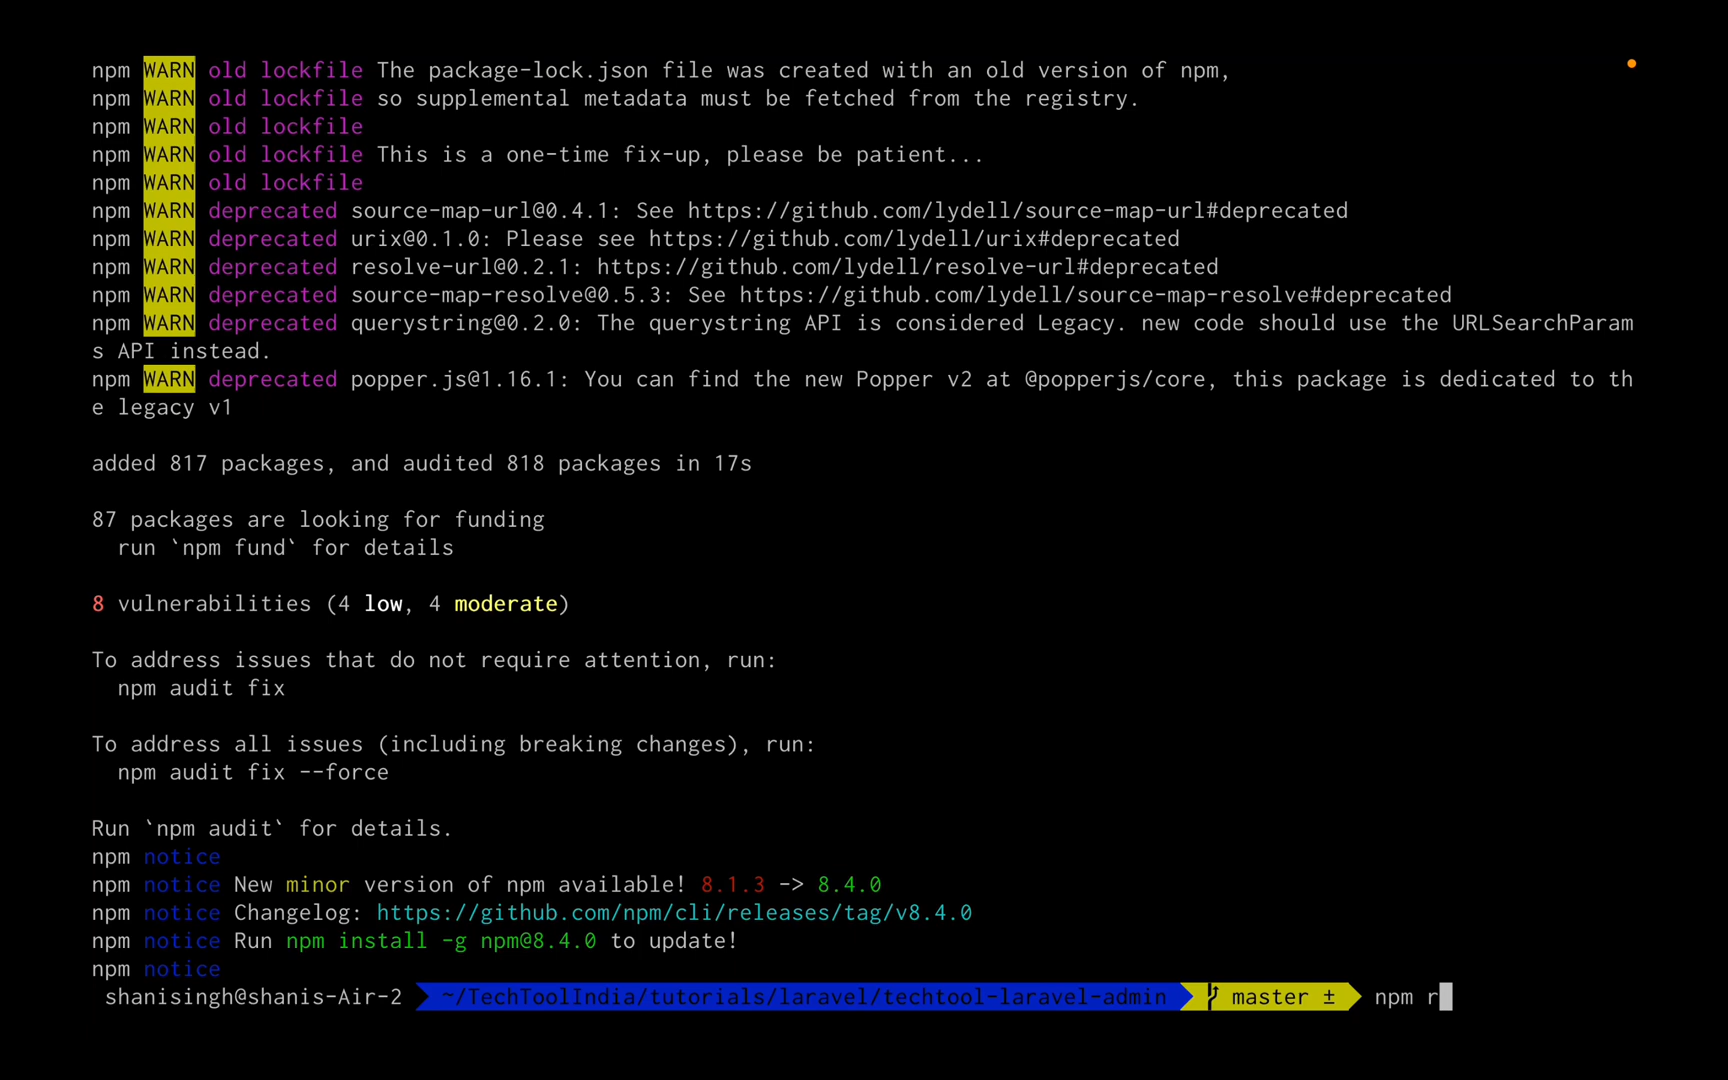 npm WARN old lockfile The package-lock.json file was created with an old version of npm,
npm WARN old lockfile so supplemental metadata must be fetched from the registry.
npm WARN old lockfile
npm WARN old lockfile This is a one-time fix-up, please be patient...
npm WARN old lockfile
npm WARN deprecated source-map-url@0.4.1: See https://github.com/lydell/source-map-url#deprecated
npm WARN deprecated urix@0.1.0: Please see https://github.com/lydell/urix#deprecated
npm WARN deprecated resolve-url@0.2.1: https://github.com/lydell/resolve-url#deprecated
npm WARN deprecated source-map-resolve@0.5.3: See https://github.com/lydell/source-map-resolve#deprecated
npm WARN deprecated querystring@0.2.0: The querystring API is considered Legacy. new code should use the URLSearchParam
s API instead.
npm WARN deprecated popper.js@1.16.1: You can find the new Popper v2 at @popperjs/core, this package is dedicated to th
e legacy v1
added 817 packages, and audited 818 packages in 17s
87 packages are looking for funding
  run `npm fund` for details
8 vulnerabilities (4 low, 4 moderate)
To address issues that do not require attention, run:
  npm audit fix
To address all issues (including breaking changes), run:
  npm audit fix --force
Run `npm audit` for details.
npm notice
npm notice New minor version of npm available! 8.1.3 -> 8.4.0
npm notice Changelog: https://github.com/npm/cli/releases/tag/v8.4.0
npm notice Run npm install -g npm@8.4.0 to update!
npm notice
shanisingh@shanis-Air-2 ~/TechToolIndia/tutorials/laravel/techtool-laravel-admin master ± npm r